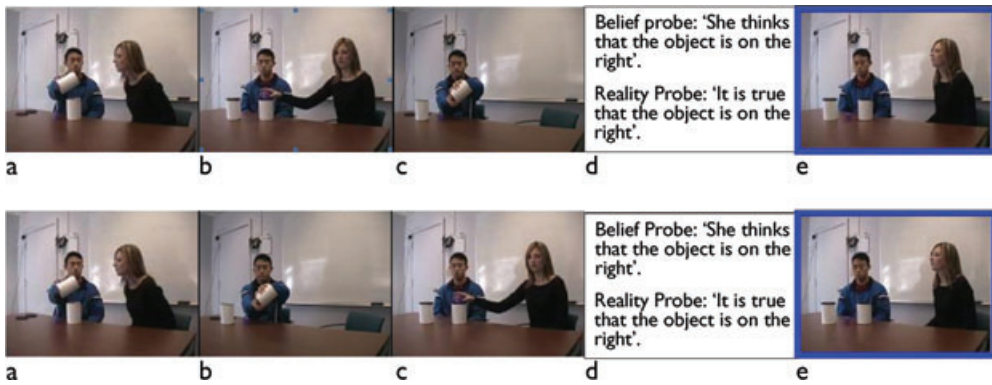 Belief probe: ‘She thinks
that the object is on the
right’.
Reality Probe: ‘It is true
that the object is on the
right’.
a
b
c
d
e
Belief Probe: ‘She thinks
that the object is on the
right’.
Reality Probe: ‘It is true
that the object is on the
right’.
a
b
c
d
e